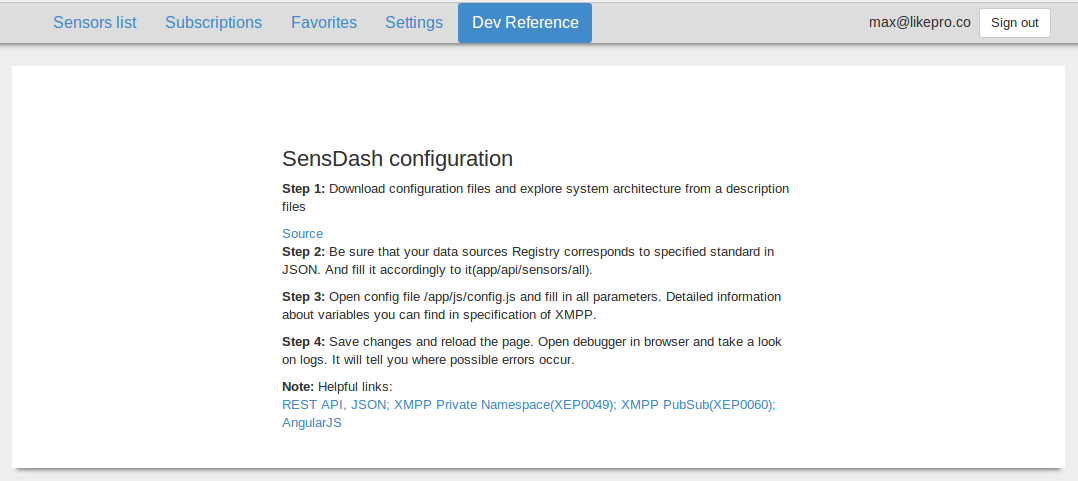 Sensors list Subscriptions Favorites Settings Dev Reference max@likepro.co Sign out
SensDash configuration
Step 1: Download configuration files and explore system architecture from a description
files
Source
Step 2: Be sure that your data sources Registry corresponds to specified standard in
JSON. And fill it accordingly to it(app/api/sensors/all).
Step 3: Open config file /app/js/config.js and fill in all parameters. Detailed information
about variables you can find in specification of XMPP.
Step 4: Save changes and reload the page. Open debugger in browser and take a look
on logs. It will tell you where possible errors occur.
Note: Helpful links:
REST API, JSON; XMPP Private Namespace(XEP0049); XMPP PubSub(XEP0060);
AngularJS